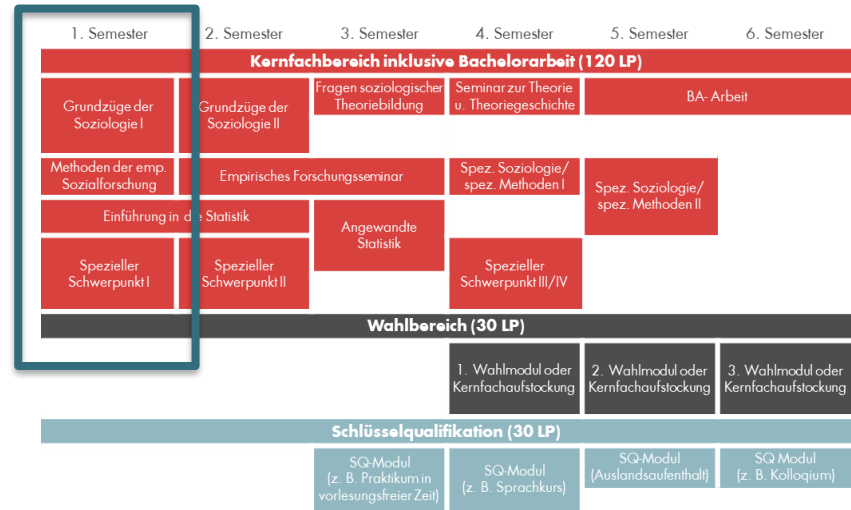 1. Semester
2. Semester
3. Semester
4. Semester
5. Semester
6. Semester
Kernfachbereich inklusive Bachelorarbeit (120 LP)
Grundzüge der
Soziologie I
Grundzüge der
Soziologie II
Fragen soziologischer
Theoriebildung
Seminar zur Theorie
u. Theoriegeschichte
BA- Arbeit
Methoden der emp.
Sozialforschung
Empirisches Forschungsseminar
Spez. Soziologie/
spez. Methoden I
Spez. Soziologie/
spez. Methoden II
Einführung in die Statistik
Angewandte
Statistik
Spezieller
Schwerpunkt I
Spezieller
Schwerpunkt II
Spezieller
Schwerpunkt III/IV
Wahlbereich (30 LP)
1. Wahlmodul oder
Kernfachaufstockung
2. Wahlmodul oder
Kernfachaufstockung
3. Wahlmodul oder
Kernfachaufstockung
Schlüsselqualifikation (30 LP)
SQ-Modul
(z. B. Praktikum in
vorlesungsfreier Zeit)
SQ-Modul
(z. B. Sprachkurs)
SQ-Modul
(Auslandsaufenthalt)
SQ Modul
(z. B. Kolloqium)